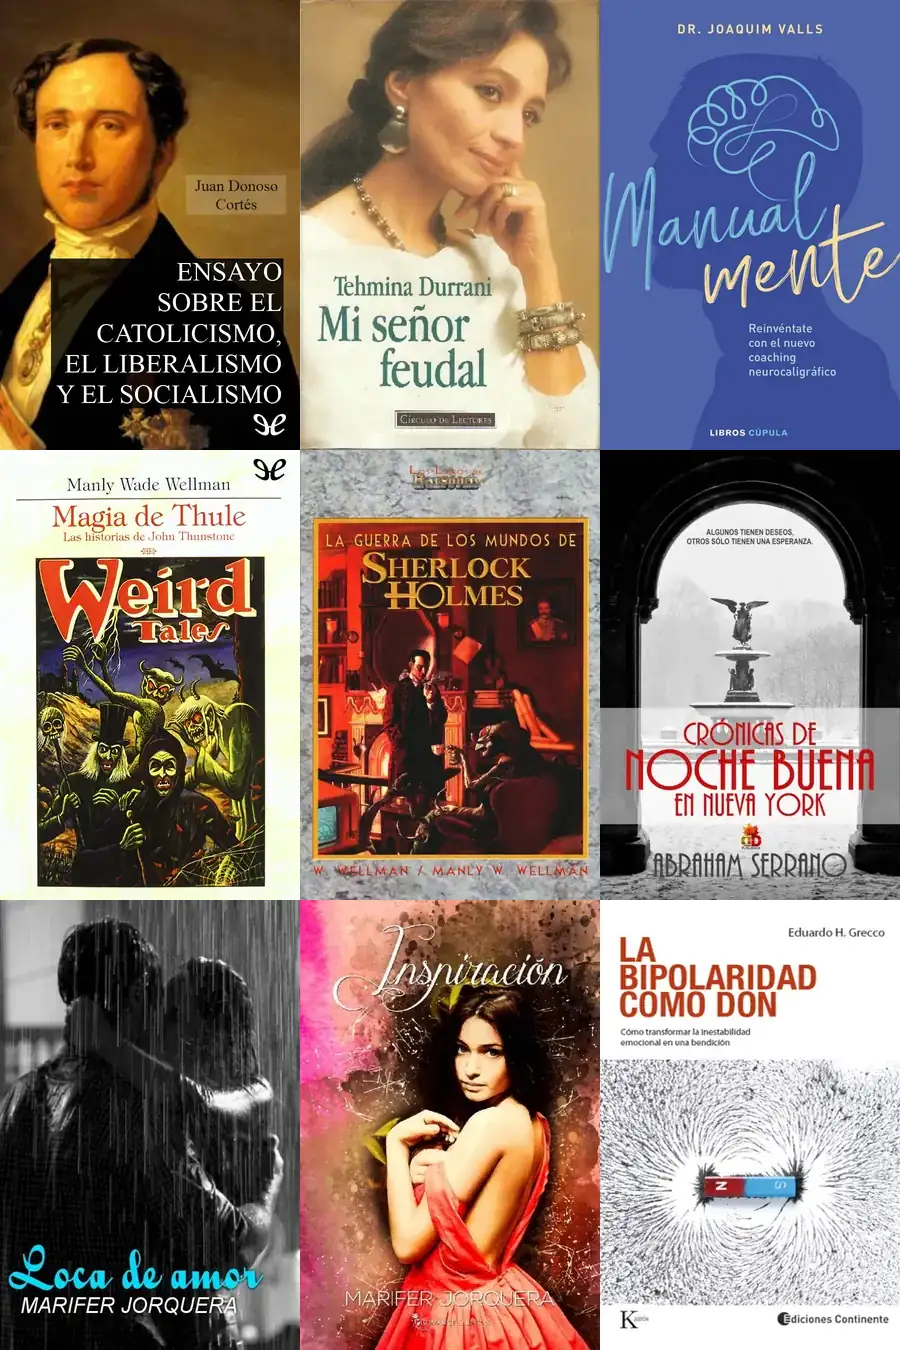 Juan Donoso
Cortés
ENSAYO
SOBRE EL
CATOLICISMO,
EL LIBERALISMO
Y EL SOCIALISMO
Tehmina Durrani
Mi señor
feudal
CÍRCULO DE LECTORES
DR. JOAQUIM VALLS
Manual
mente
Reinvéntate
con el nuevo
coaching
neurocaligráfico
LIBROS CÚPULA
Manly Wade Wellman
Magia de Thule
Las historias de John Thunstone
Weird
Tales
LA GUERRA DE LOS MUNDOS DE
SHERLOCK
HOLMES
W. WELLMAN / MANLY W. WELLMAN
ALGUNOS TIENEN DESEOS,
OTROS SÓLO TIENEN UNA ESPERANZA.
CRÓNICAS DE
NOCHE BUENA
EN NUEVA YORK
ABRAHAM SERRANO
Loca de amor
MARIFER JORQUERA
Inspiración
MARIFER JORQUERA
Eduardo H. Grecco
LA
BIPOLARIDAD
COMO DON
Cómo transformar la inestabilidad
emocional en una bendición
N S
Kairós
Ediciones Continente